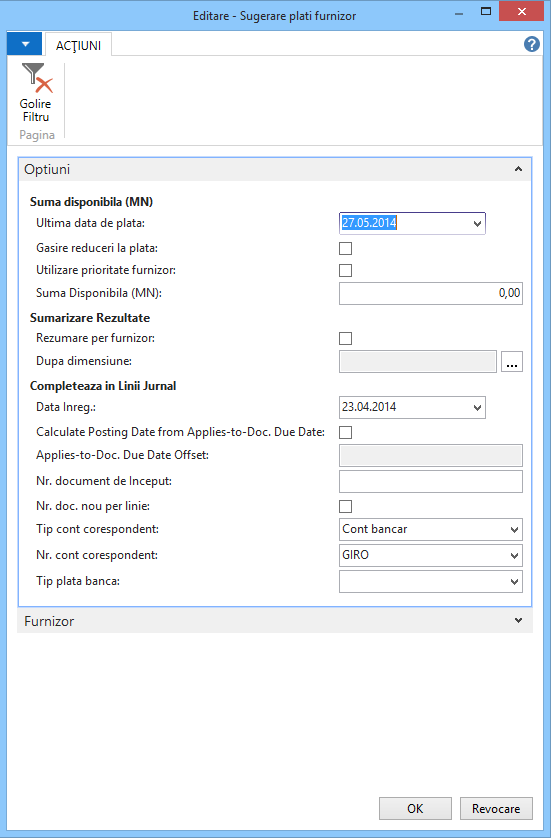 Editare - Sugerare plati furnizor
ACȚIUNI
Golire
Filtru
Pagina
Optiuni
Suma disponibila (MN)
Ultima data de plata: 27.05.2014
Gasire reduceri la plata:
Utilizare prioritate furnizor:
Suma Disponibila (MN): 0,00
Sumarizare Rezultate
Rezumare per furnizor:
Dupa dimensiune: ...
Completeaza in Linii Jurnal
Data Inreg.: 23.04.2014
Calculate Posting Date from Applies-to-Doc. Due Date:
Applies-to-Doc. Due Date Offset:
Nr. document de Inceput:
Nr. doc. nou per linie:
Tip cont corespondent: Cont bancar
Nr. cont corespondent: GIRO
Tip plata banca:
Furnizor
OK Revocare